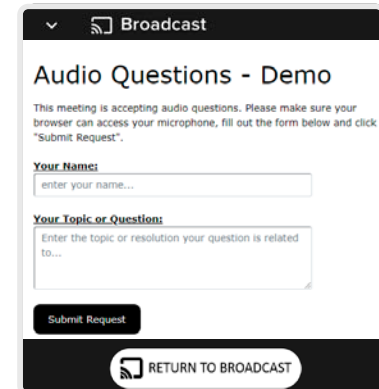 Broadcast
Audio Questions - Demo
This meeting is accepting audio questions. Please make sure your
browser can access your microphone, fill out the form below and click
"Submit Request".
Your Name:
enter your name...
Your Topic or Question:
Enter the topic or resolution your question is related
to...
Submit Request
RETURN TO BROADCAST